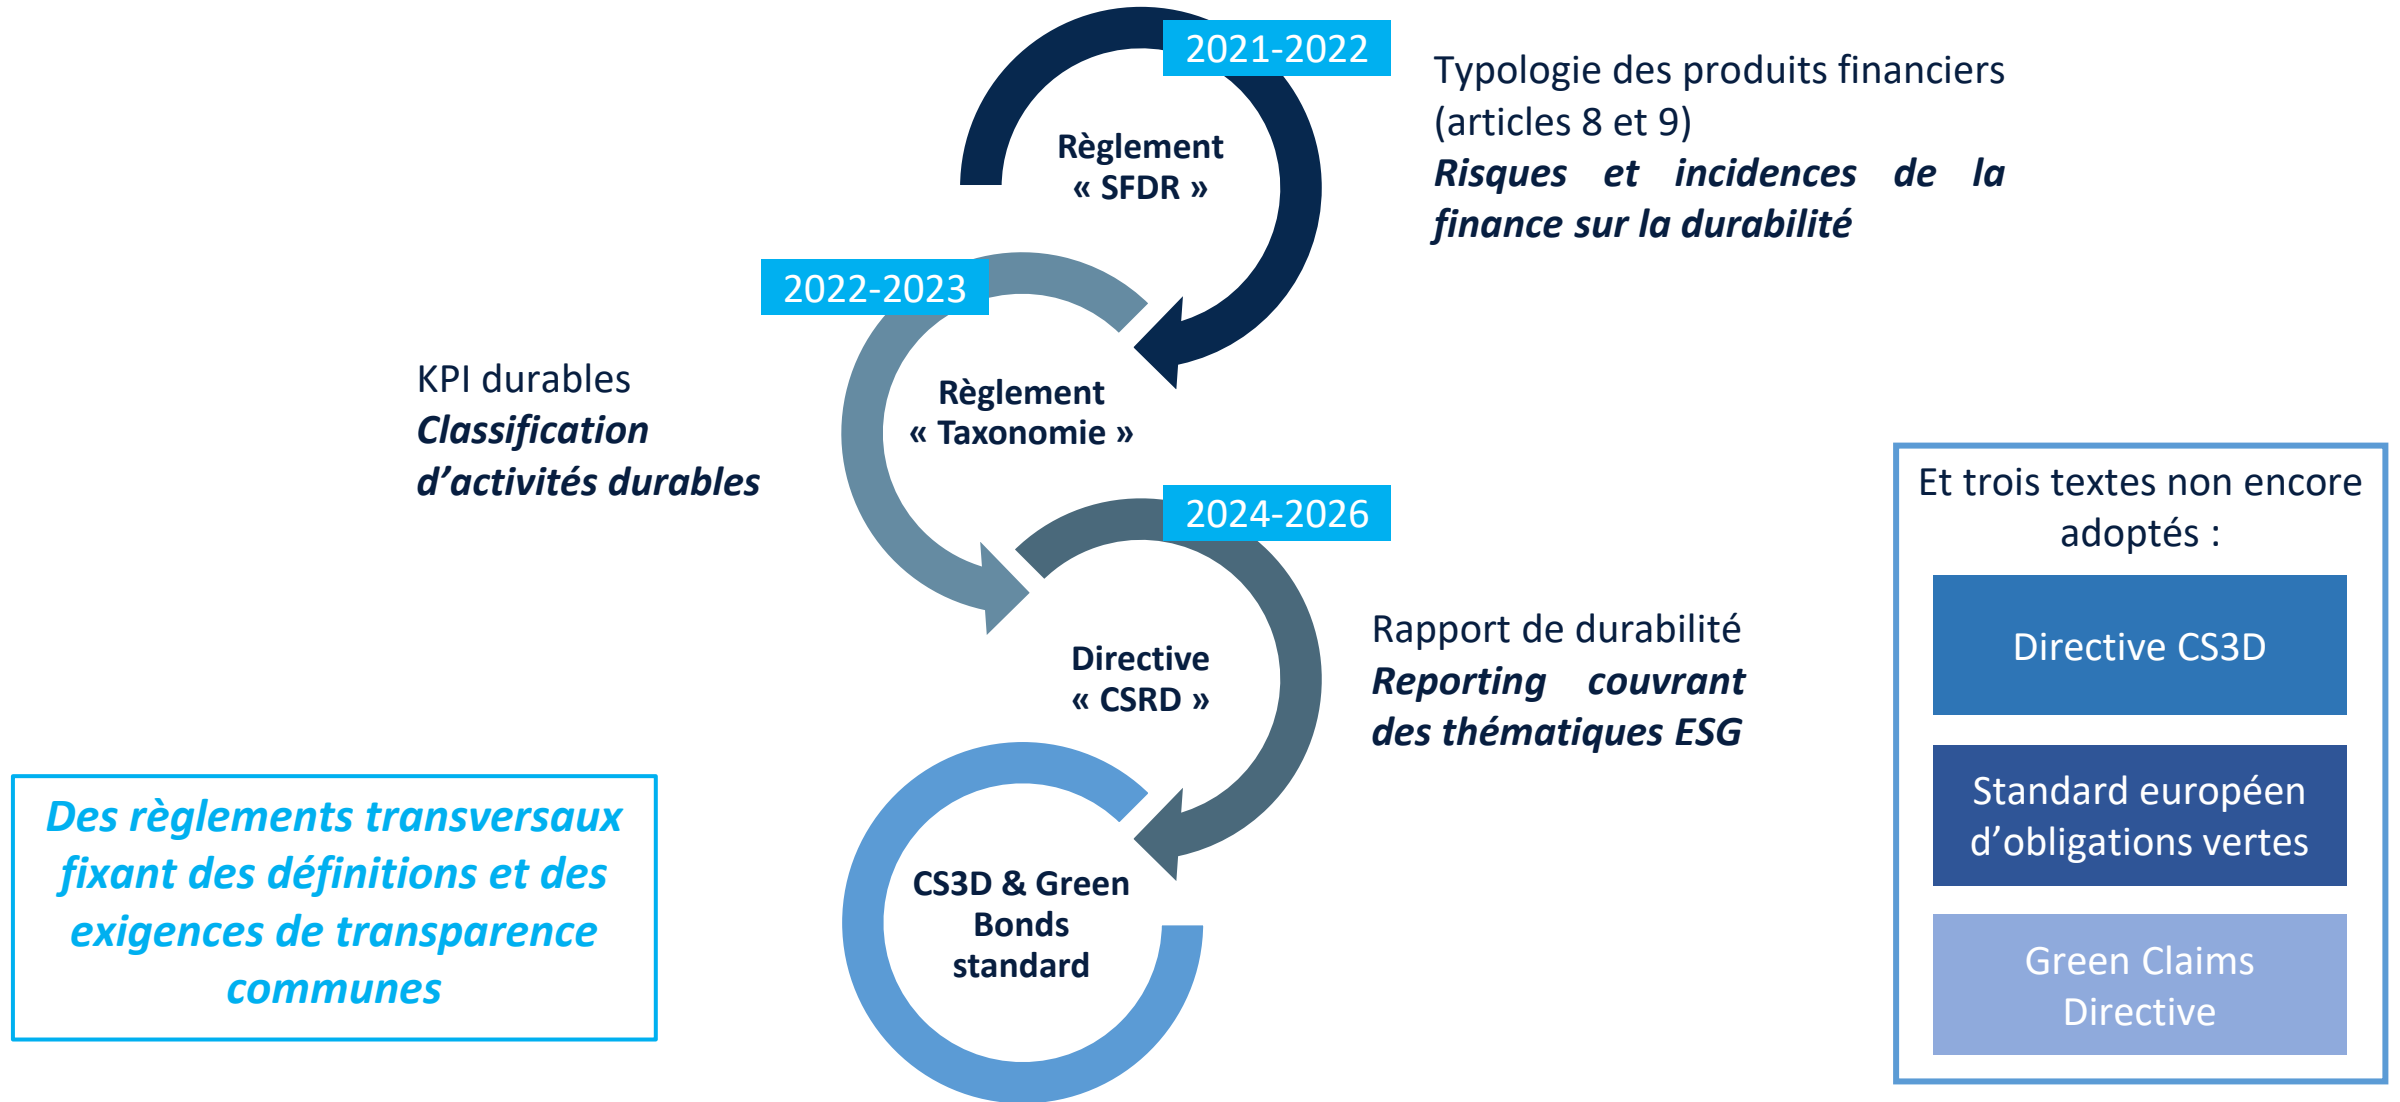 2021-2022
Règlement
« SFDR »
Typologie des produits financiers
(articles 8 et 9)
Risques et incidences de la
finance sur la durabilité
2022-2023
Règlement
« Taxonomie »
KPI durables
Classification
d’activités durables
2024-2026
Directive
« CSRD »
Rapport de durabilité
Reporting couvrant
des thématiques ESG
CS3D & Green
Bonds
standard
Des règlements transversaux
fixant des définitions et des
exigences de transparence
communes
Et trois textes non encore
adoptés :
Directive CS3D
Standard européen
d’obligations vertes
Green Claims
Directive